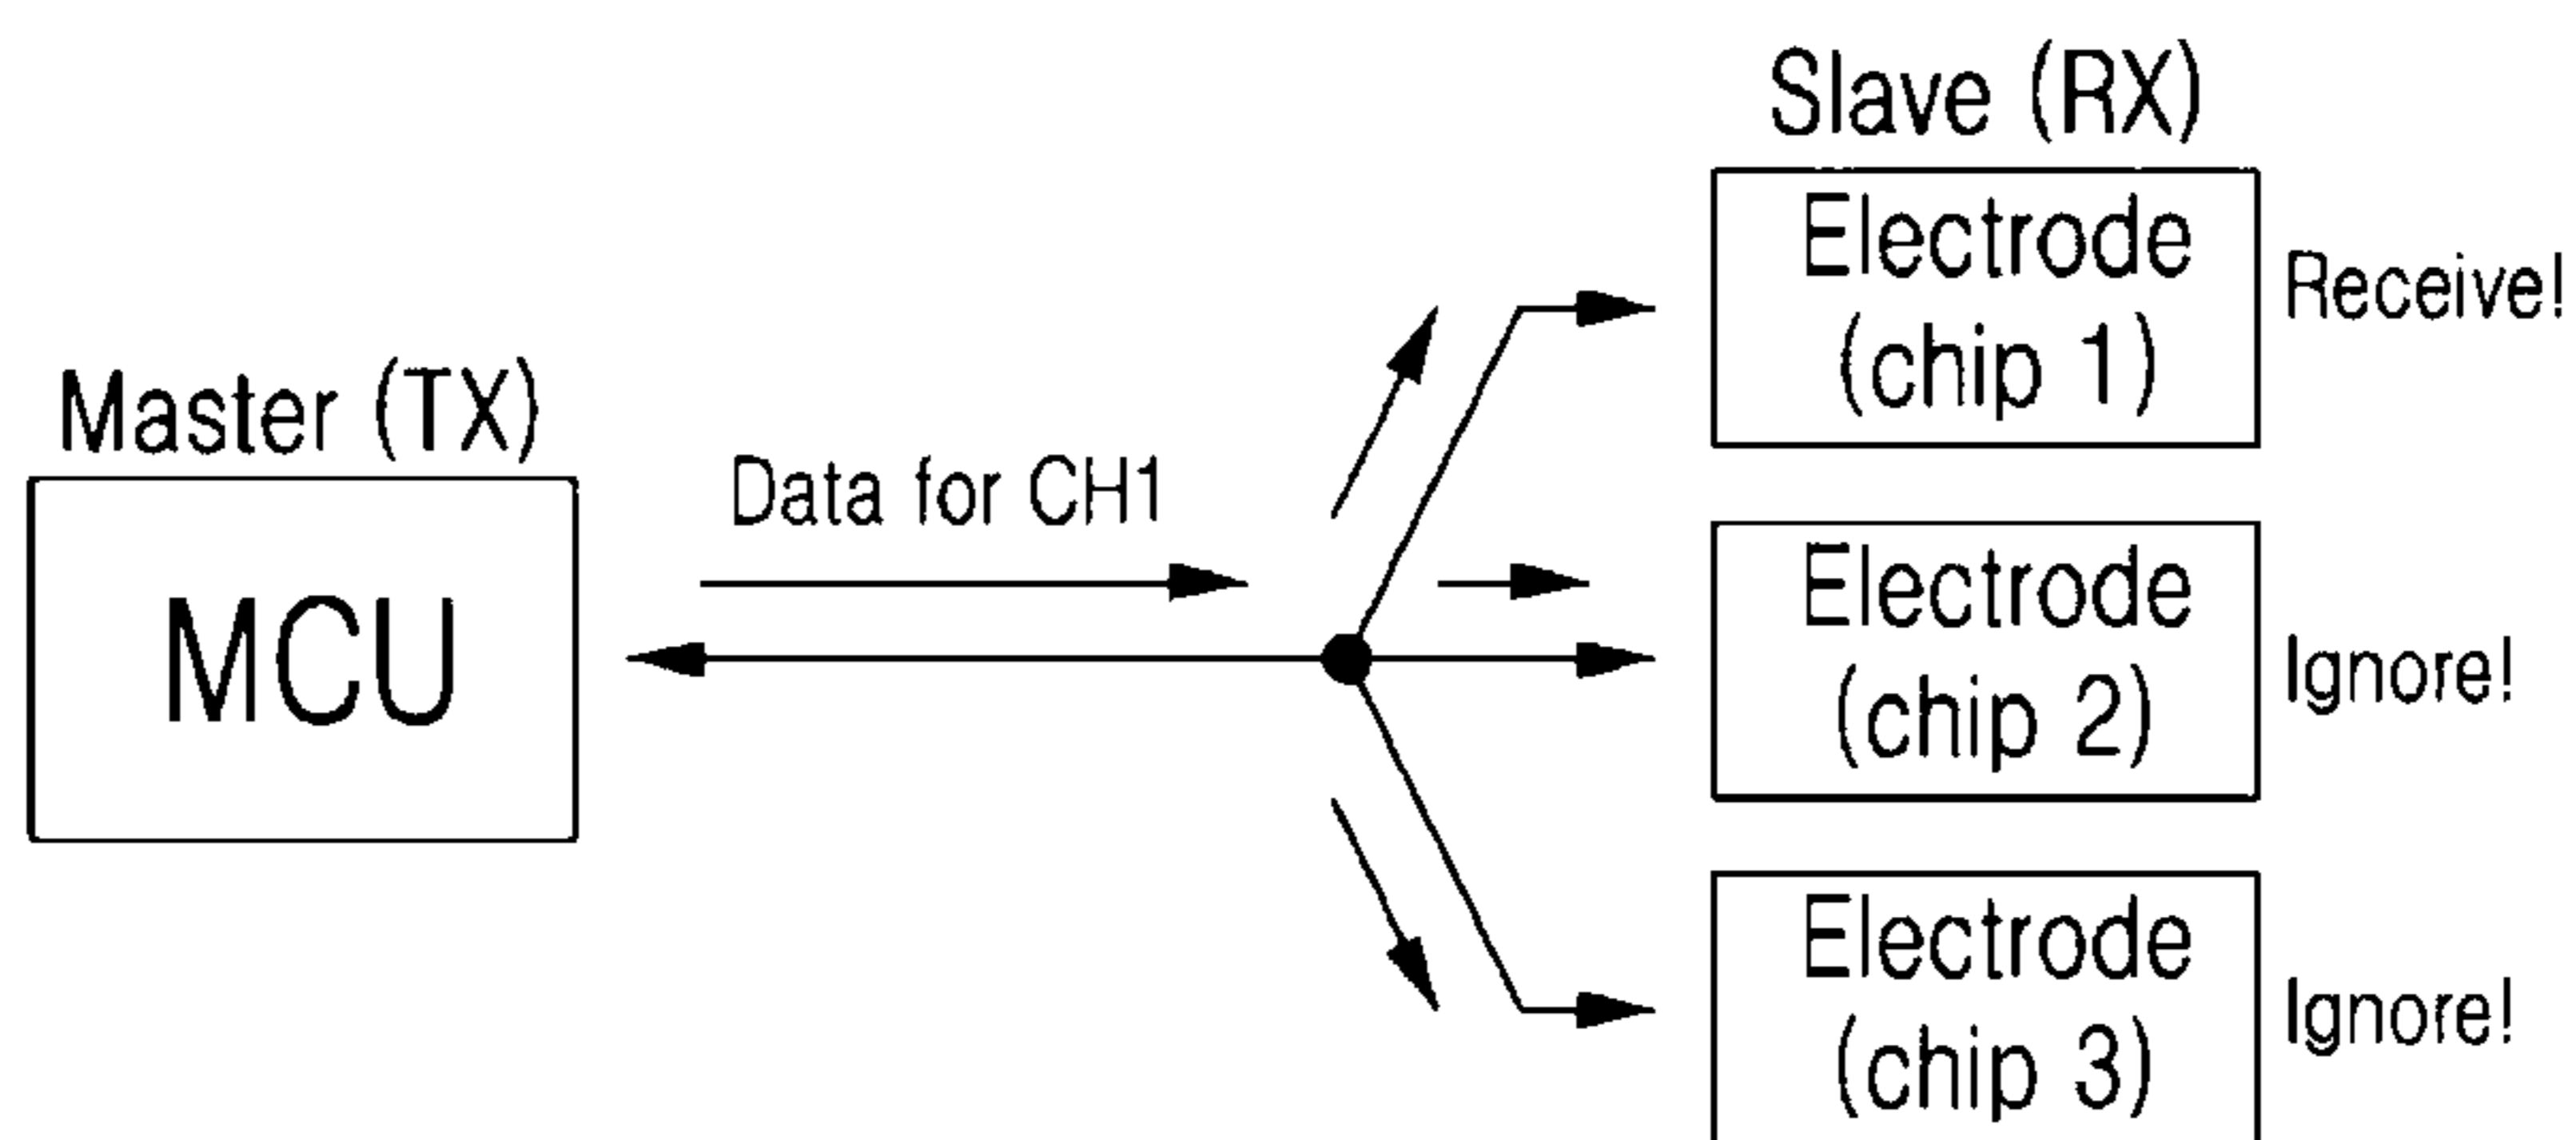 Slave (RX)
Electrode
(chip 1)
Receive!
Master (TX)
MCU
Data for CH1
Electrode
(chip 2)
Ignore!
Electrode
(chip 3)
Ignore!